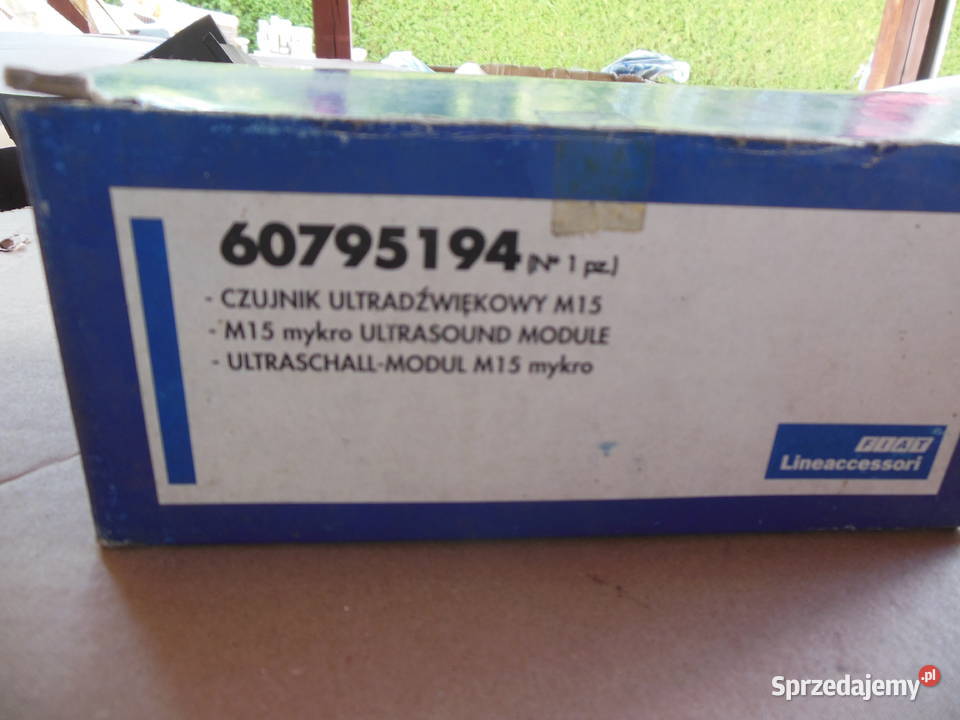 60795194 (N° 1 pz.)
- CZUJNIK ULTRADŹWIĘKOWY M15
- M15 mykro ULTRASOUND MODULE
- ULTRASCHALL-MODUL M15 mykro
FIAT
Lineaccessori
Sprzedajemy.pl